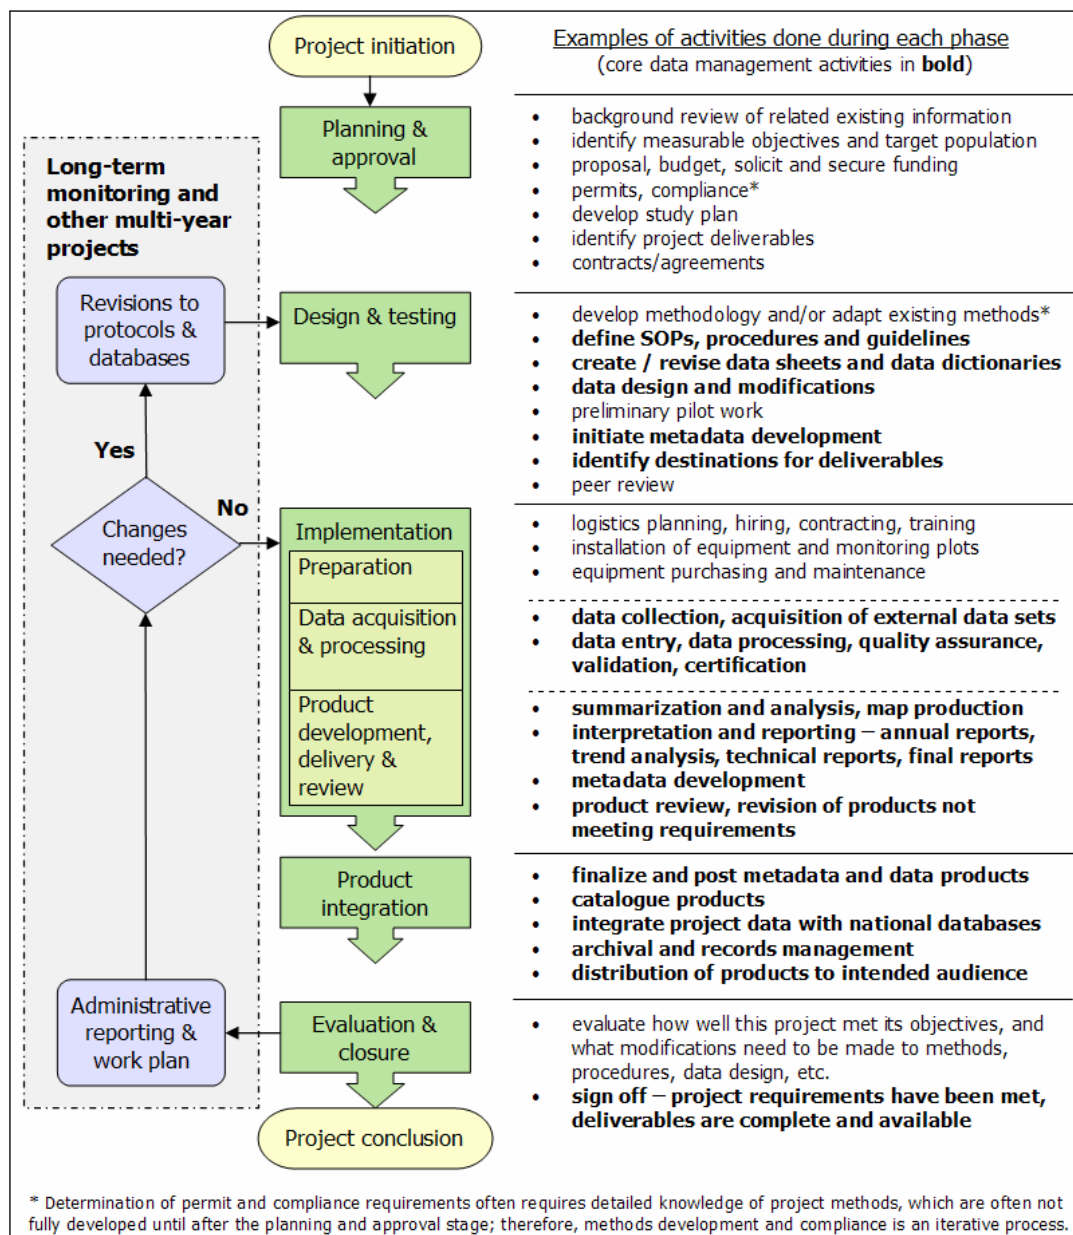 Project initiation
Examples of activities done during each phase
(core data management activities in bold)
Planning &
approval
• background review of related existing information
• identify measurable objectives and target population
• proposal, budget, solicit and secure funding
• permits, compliance*
• develop study plan
• identify project deliverables
• contracts/agreements
Long-term
monitoring and
other multi-year
projects
Revisions to
protocols &
databases
Design & testing
• develop methodology and/or adapt existing methods*
• define SOPs, procedures and guidelines
• create / revise data sheets and data dictionaries
• data design and modifications
• preliminary pilot work
• initiate metadata development
• identify destinations for deliverables
• peer review
Yes
No
Changes
needed?
Implementation
Preparation
• logistics planning, hiring, contracting, training
• installation of equipment and monitoring plots
• equipment purchasing and maintenance
Data acquisition
& processing
• data collection, acquisition of external data sets
• data entry, data processing, quality assurance,
validation, certification
Product
development,
delivery &
review
• summarization and analysis, map production
• interpretation and reporting – annual reports,
trend analysis, technical reports, final reports
• metadata development
• product review, revision of products not
meeting requirements
Product
integration
• finalize and post metadata and data products
• catalogue products
• integrate project data with national databases
• archival and records management
• distribution of products to intended audience
Administrative
reporting &
work plan
Evaluation &
closure
• evaluate how well this project met its objectives, and
what modifications need to be made to methods,
procedures, data design, etc.
• sign off – project requirements have been met,
deliverables are complete and available
Project conclusion
* Determination of permit and compliance requirements often requires detailed knowledge of project methods, which are often not
fully developed until after the planning and approval stage; therefore, methods development and compliance is an iterative process.